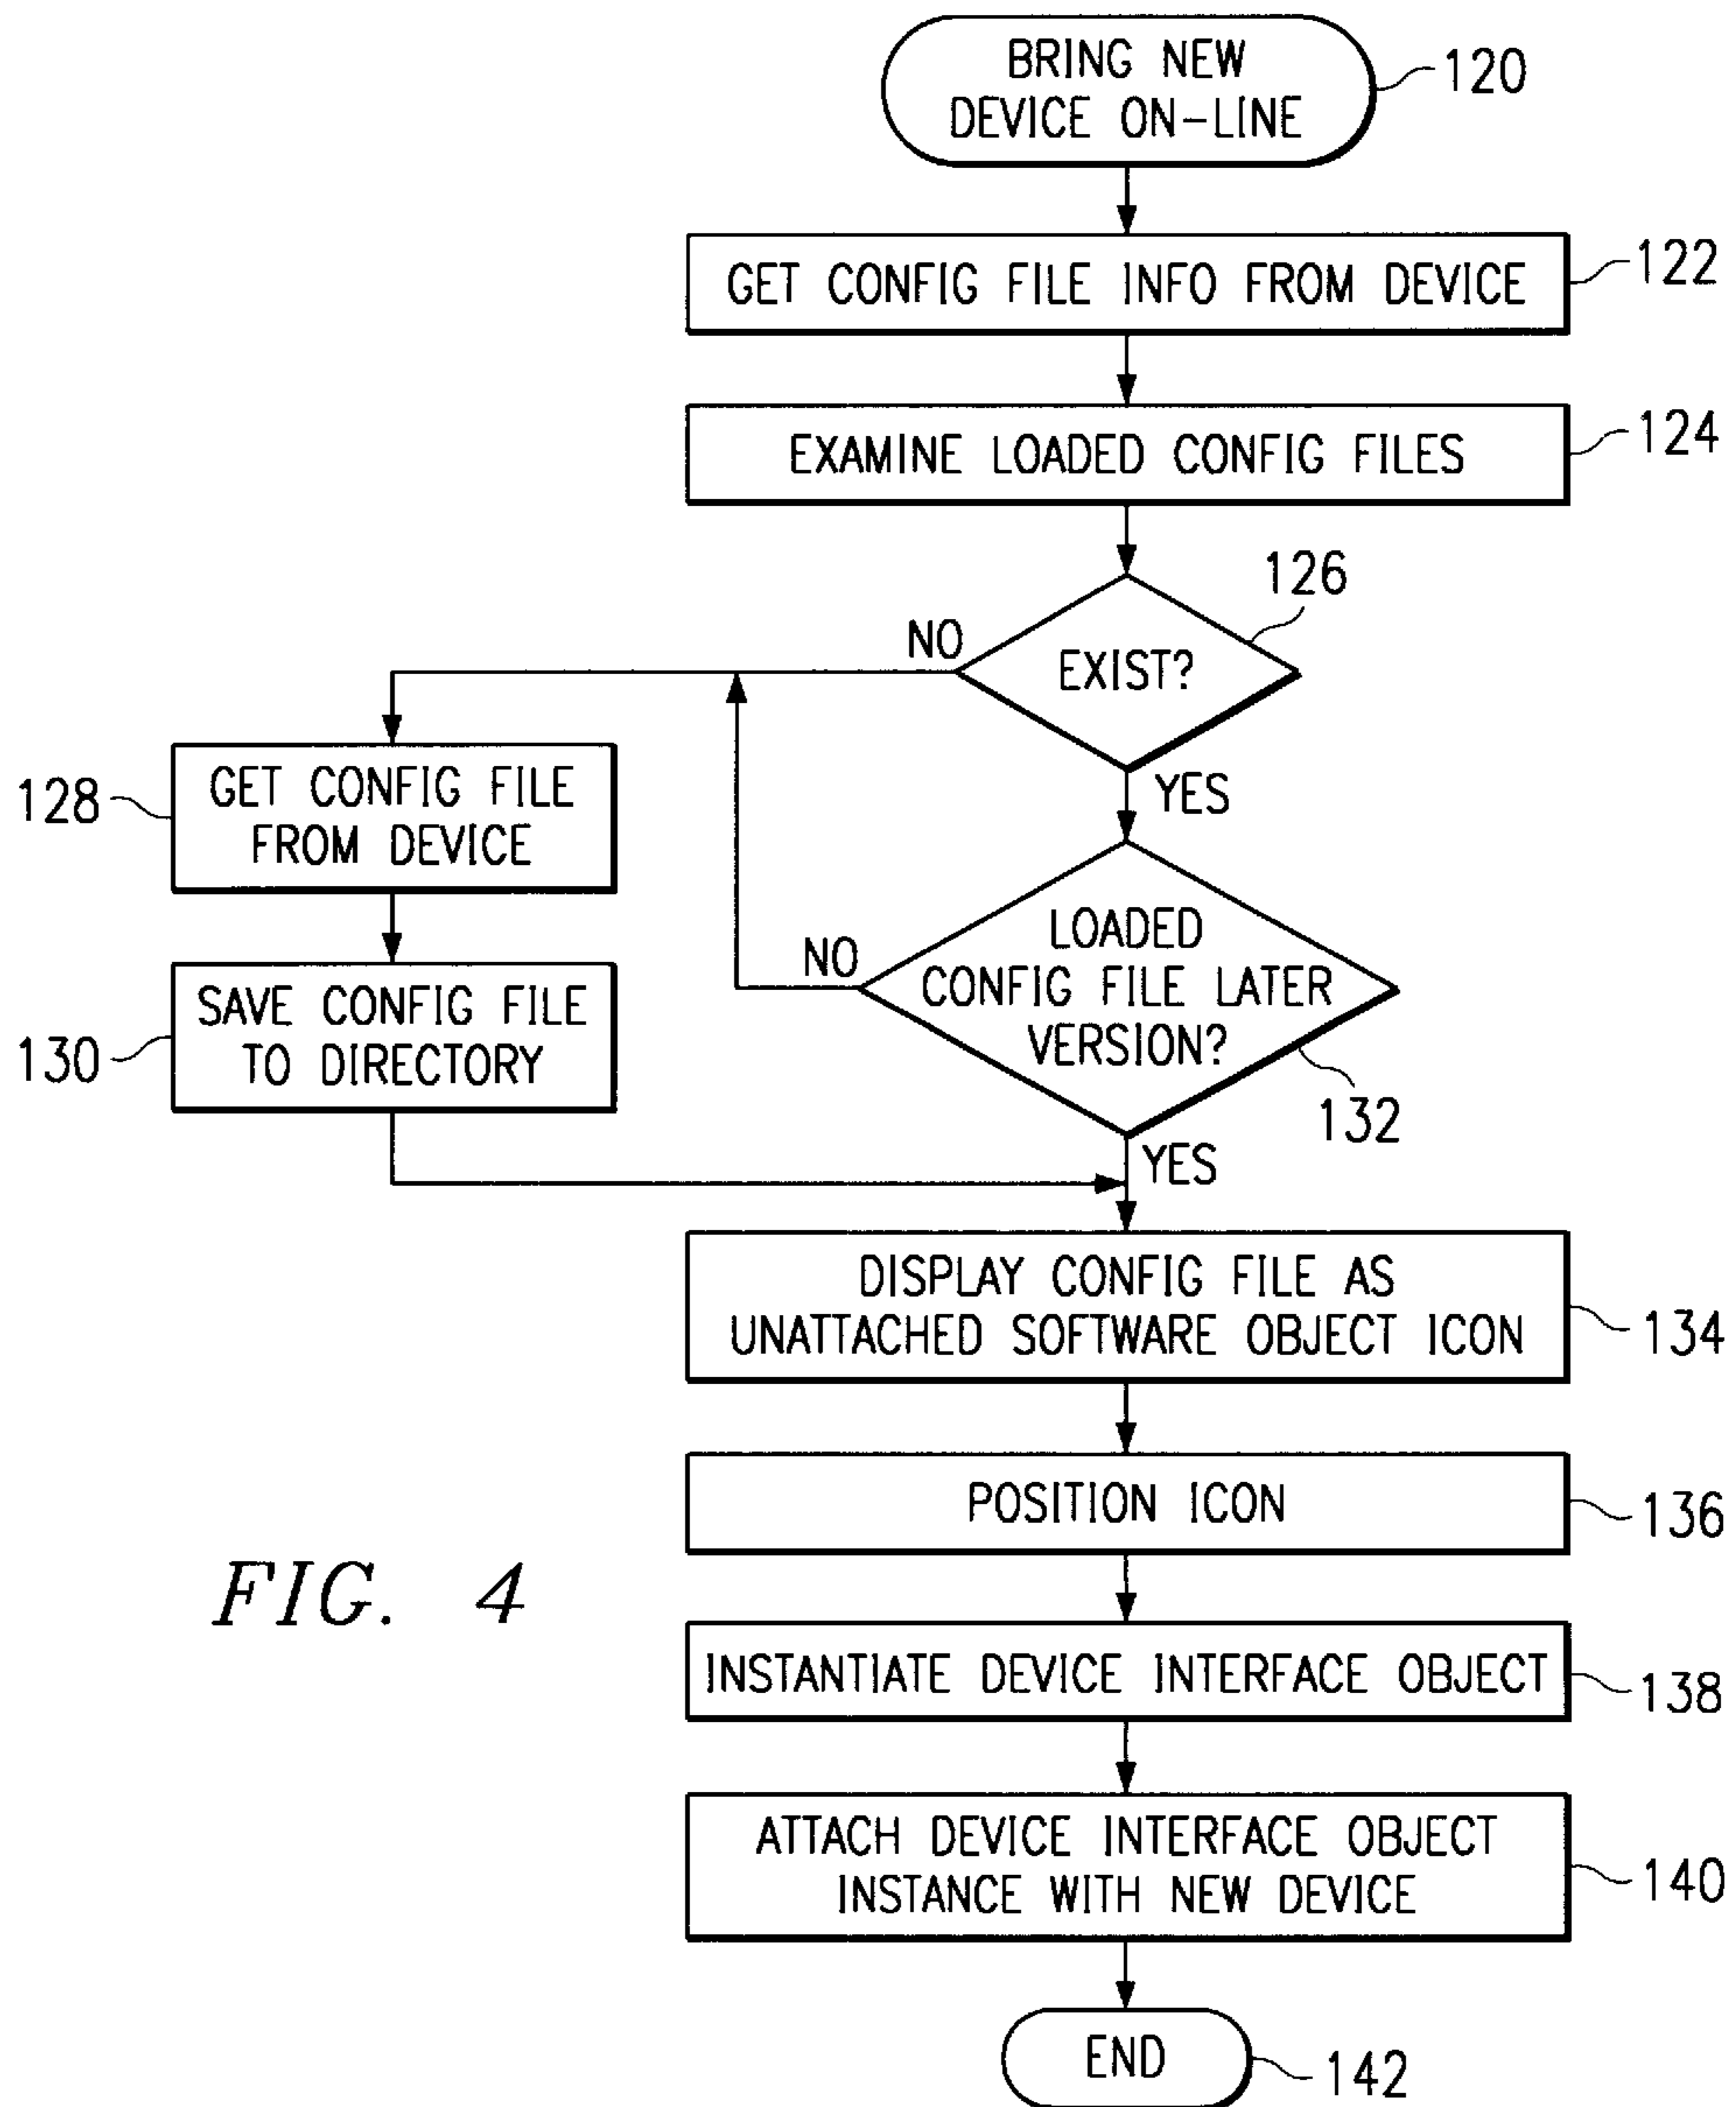 BRING NEW
DEVICE ON-LINE
120
GET CONFIG FILE INFO FROM DEVICE
122
EXAMINE LOADED CONFIG FILES
124
126
NO
EXIST?
YES
128
GET CONFIG FILE
FROM DEVICE
NO
LOADED
CONFIG FILE LATER
VERSION?
132
YES
130
SAVE CONFIG FILE
TO DIRECTORY
DISPLAY CONFIG FILE AS
UNATTACHED SOFTWARE OBJECT ICON
134
POSITION ICON
136
FIG. 4
INSTANTIATE DEVICE INTERFACE OBJECT
138
ATTACH DEVICE INTERFACE OBJECT
INSTANCE WITH NEW DEVICE
140
END
142